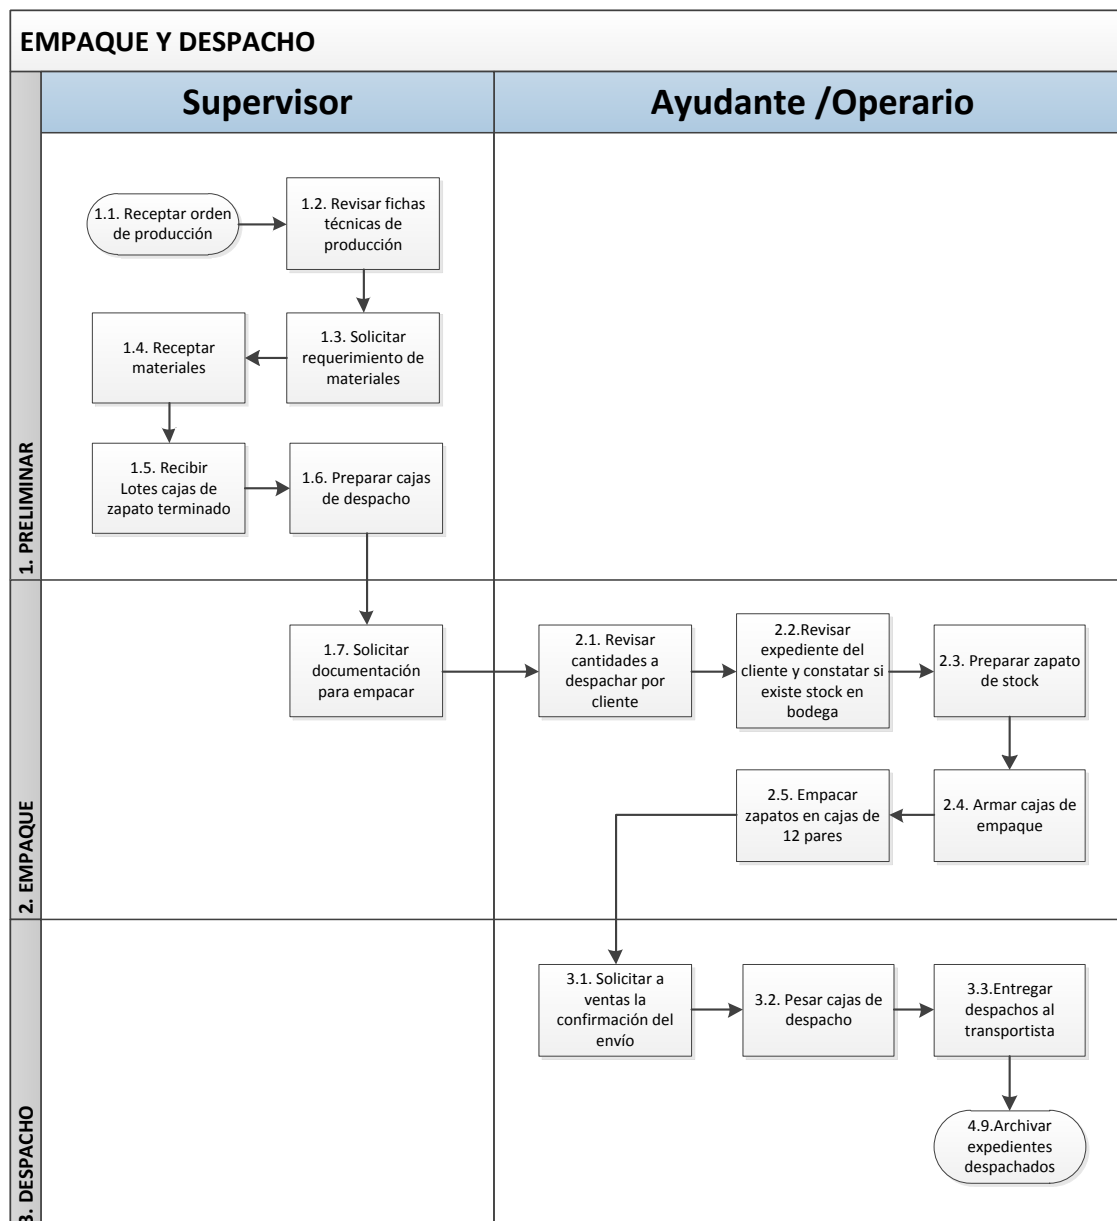 EMPAQUE Y DESPACHO
Supervisor
Ayudante /Operario
1. PRELIMINAR
1.1. Receptar orden
de producción
1.2. Revisar fichas
técnicas de
producción
1.3. Solicitar
requerimiento de
materiales
1.4. Receptar
materiales
1.5. Recibir
Lotes cajas de
zapato terminado
1.6. Preparar cajas
de despacho
2. EMPAQUE
1.7. Solicitar
documentación
para empacar
2.1. Revisar
cantidades a
despachar por
cliente
2.2.Revisar
expediente del
cliente y constatar si
existe stock en
bodega
2.3. Preparar zapato
de stock
2.4. Armar cajas de
empaque
2.5. Empacar
zapatos en cajas de
12 pares
3. DESPACHO
3.1. Solicitar a
ventas la
confirmación del
envío
3.2. Pesar cajas de
despacho
3.3.Entregar
despachos al
transportista
4.9.Archivar
expedientes
despachados